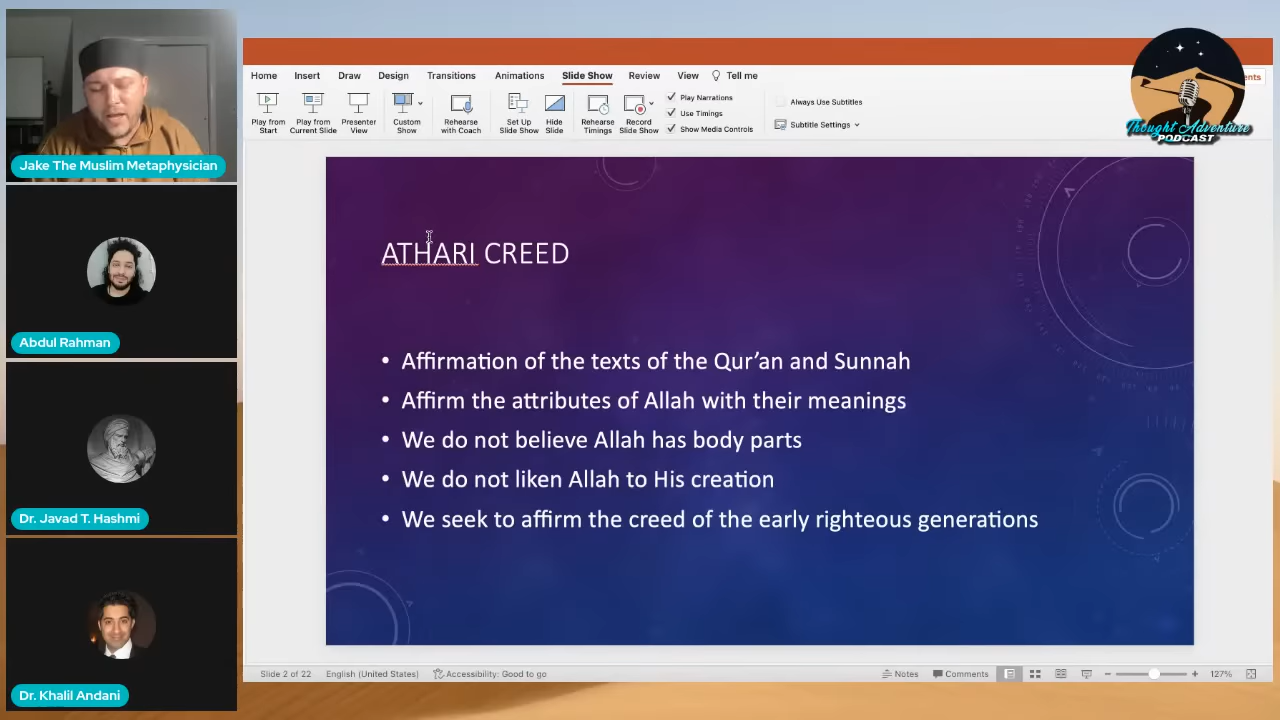 Home Insert Draw Design Transitions Animations Slide Show Review View Tell me
Play from Start
Play from Current Slide
Presenter View
Custom Show
Rehearse with Coach
Set Up Slide Show
Hide Slide
Rehearse Timings
Record Slide Show
Play Narrations
Use Timings
Show Media Controls
Always Use Subtitles
Subtitle Settings
ents
Thought Adventure
PODCAST
Jake The Muslim Metaphysician
Abdul Rahman
Dr. Javad T. Hashmi
Dr. Khalil Andani
ATHARI CREED
• Affirmation of the texts of the Qur’an and Sunnah
• Affirm the attributes of Allah with their meanings
• We do not believe Allah has body parts
• We do not liken Allah to His creation
• We seek to affirm the creed of the early righteous generations
Slide 2 of 22 English (United States) Accessibility: Good to go Notes Comments 127%